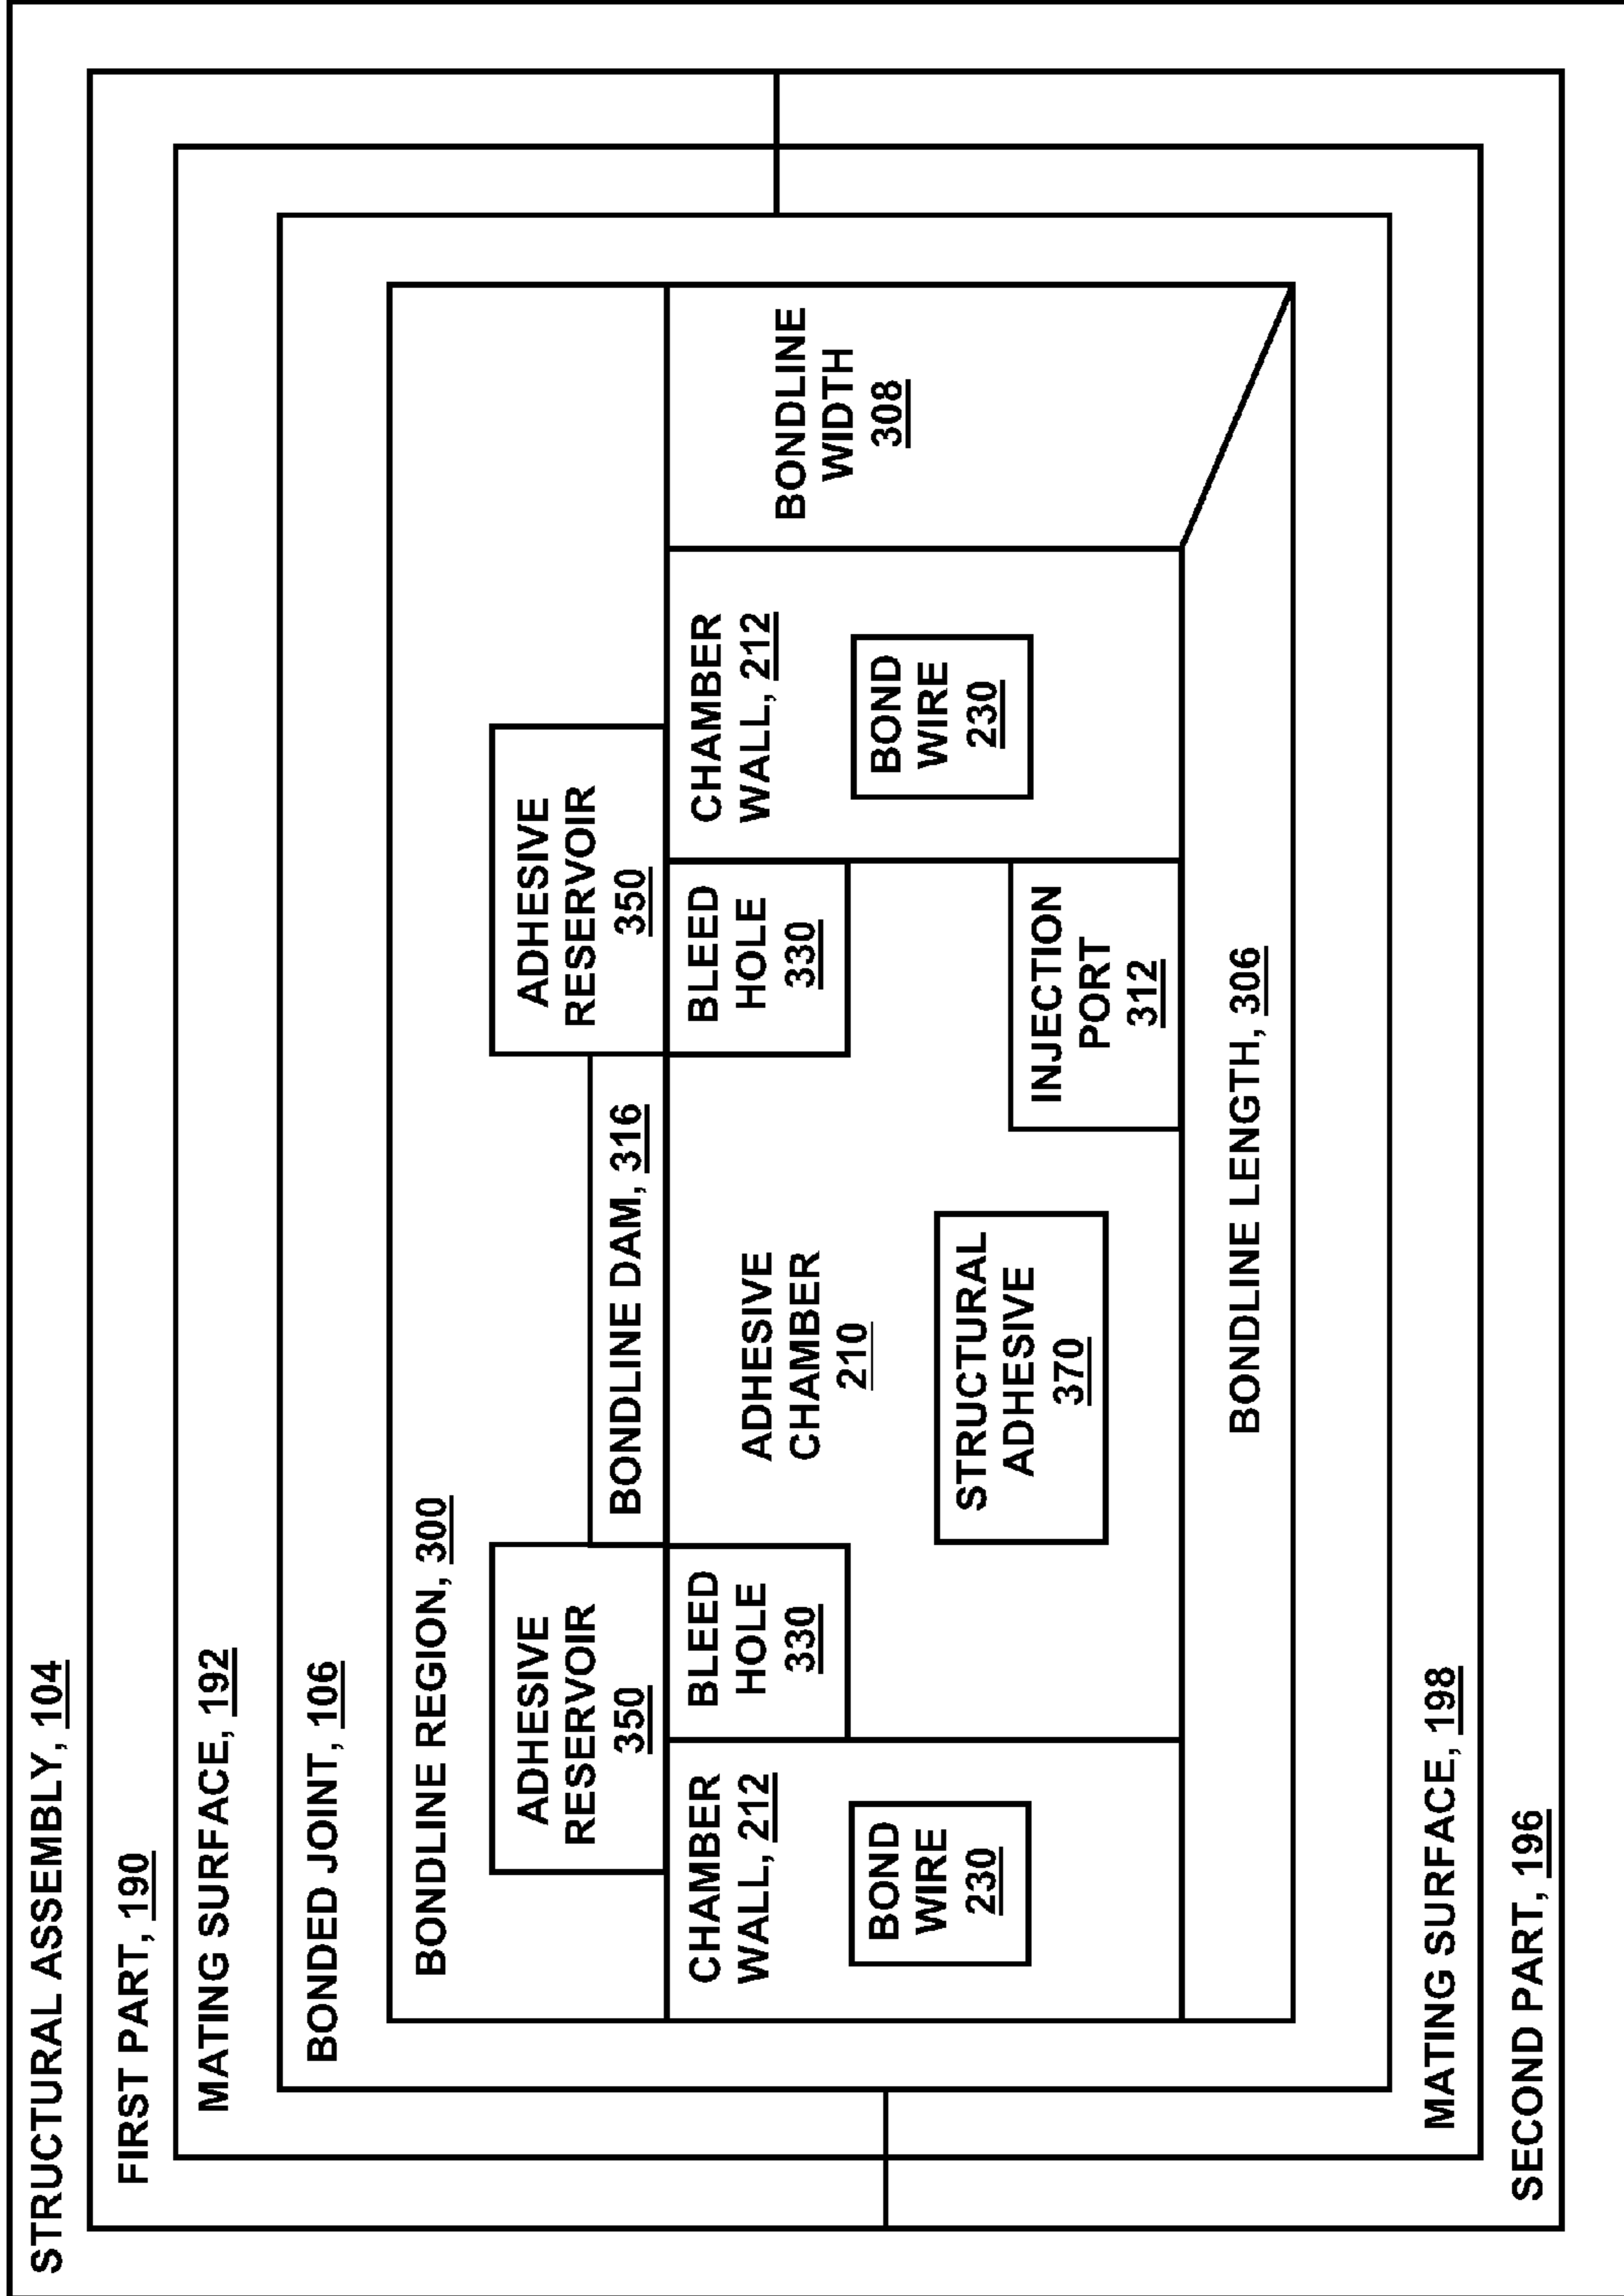 STRUCTURAL ASSEMBLY, 104
FIRST PART, 190
MATING SURFACE, 192
BONDED JOINT, 106
BONDLINE REGION, 300
ADHESIVE
RESERVOIR
350
ADHESIVE
RESERVOIR
350
BONDLINE DAM, 316
CHAMBER
WALL, 212
BLEED
HOLE
330
ADHESIVE
CHAMBER
210
BLEED
HOLE
330
CHAMBER
WALL, 212
BONDLINE
WIDTH
308
BOND
WIRE
230
STRUCTURAL
ADHESIVE
370
INJECTION
PORT
312
BOND
WIRE
230
BONDLINE LENGTH, 306
MATING SURFACE, 198
SECOND PART, 196